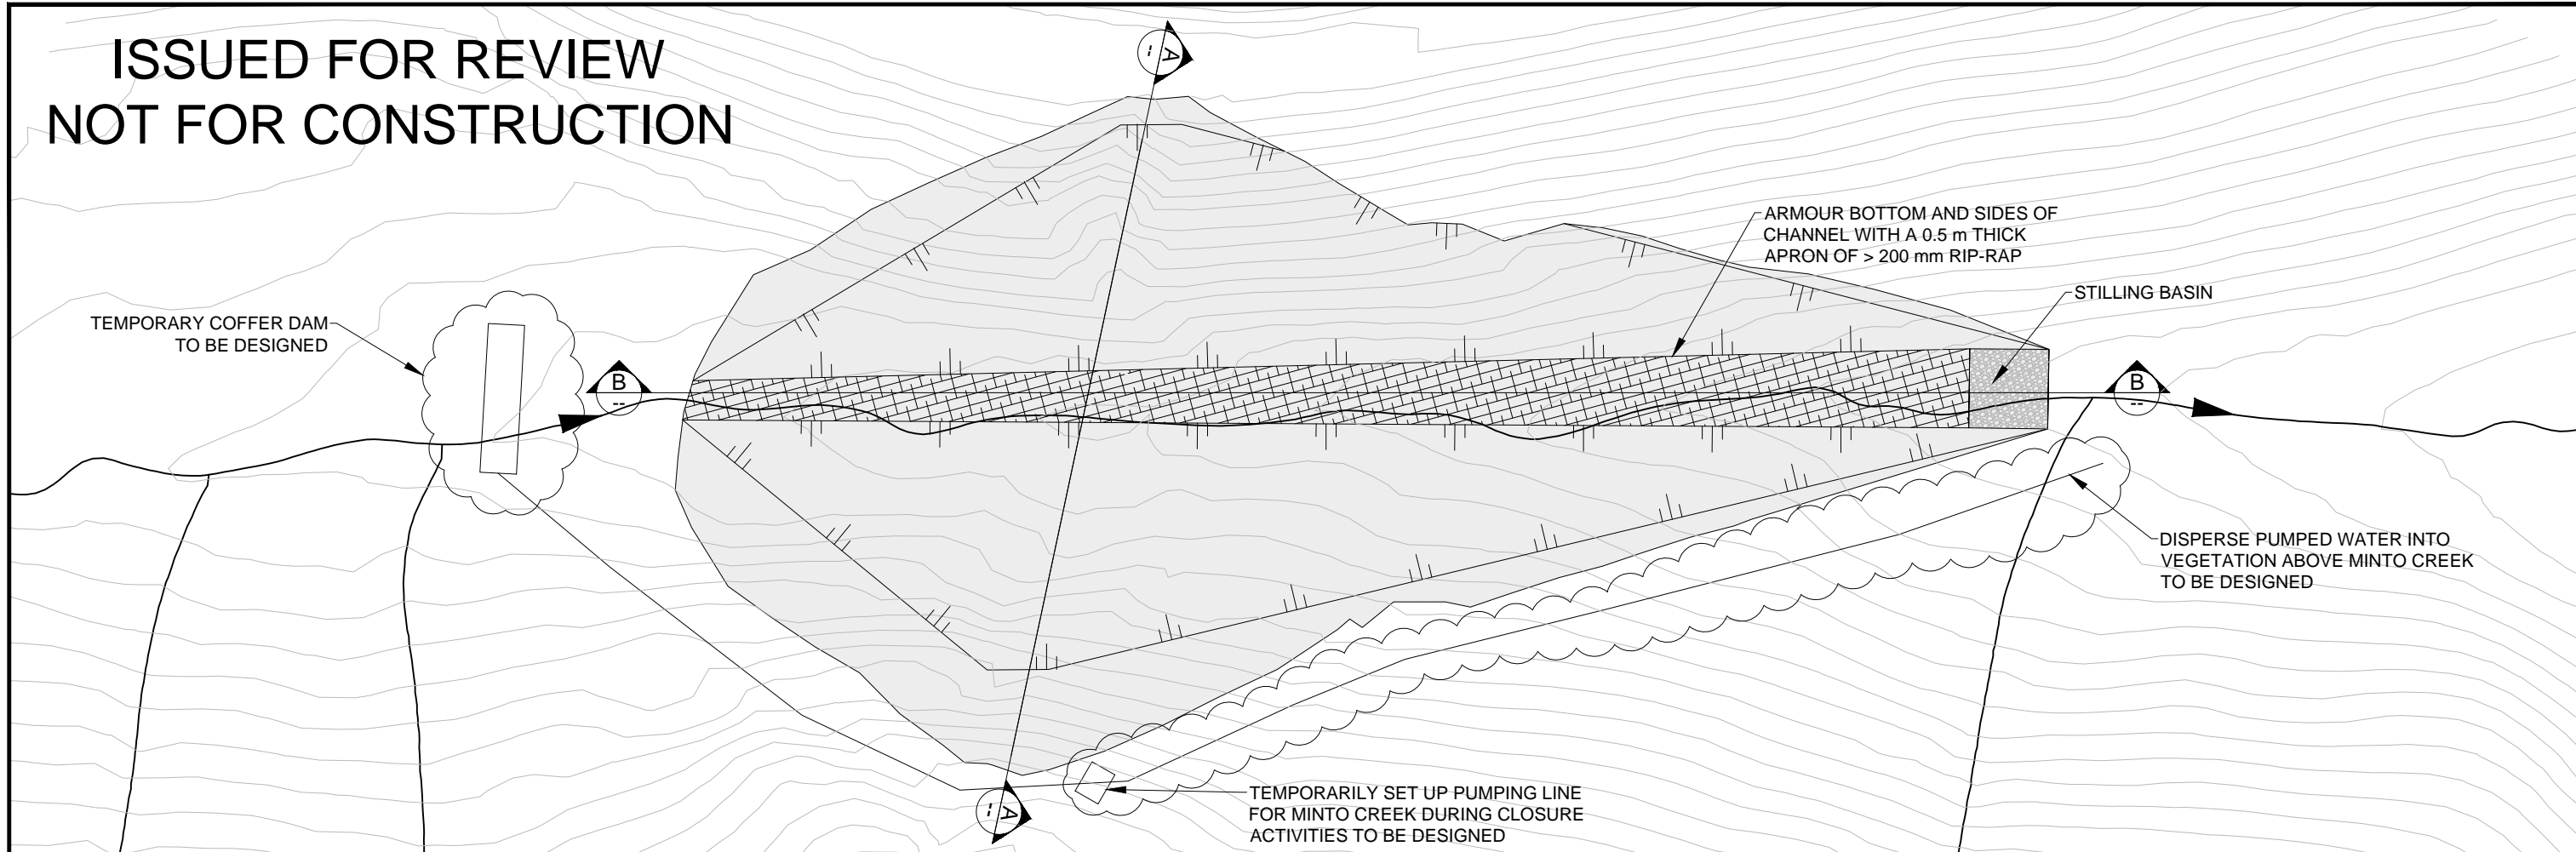 ISSUED FOR REVIEW
NOT FOR CONSTRUCTION
A
--
ARMOUR BOTTOM AND SIDES OF
CHANNEL WITH A 0.5 m THICK
APRON OF > 200 mm RIP-RAP
STILLING BASIN
TEMPORARY COFFER DAM
TO BE DESIGNED
B
--
B
--
DISPERSE PUMPED WATER INTO
VEGETATION ABOVE MINTO CREEK
TO BE DESIGNED
TEMPORARILY SET UP PUMPING LINE
FOR MINTO CREEK DURING CLOSURE
ACTIVITIES TO BE DESIGNED
A
--